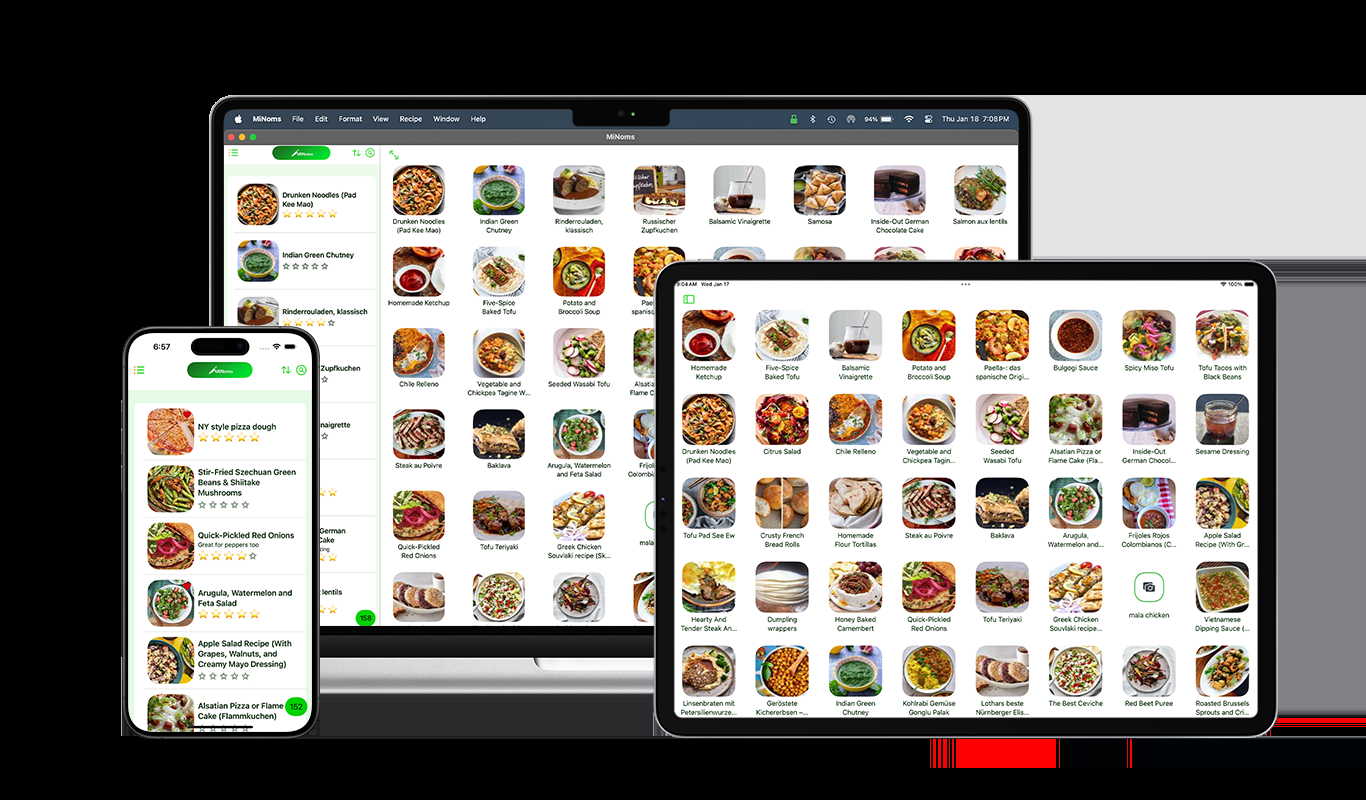 MiNoms File Edit Format View Recipe Window Help
94% Thu Jan 18 7:08PM
MiNoms
MiNoms
Drunken Noodles (Pad
Kee Mao)
Indian Green Chutney
Rinderrouladen, klassisch
Zupfkuchen
naigrette
German
Cake
cing
lentils
158
Drunken Noodles
(Pad Kee Mao)
Indian Green
Chutney
Rinderrouladen,
klassisch
Russischer
Zupfkuchen
Balsamic Vinaigrette
Samosa
Inside-Out German
Chocolate Cake
Salmon aux lentils
Homemade Ketchup
Five-Spice
Baked Tofu
Potato and
Broccoli Soup
Pae
spanisc
Chile Relleno
Vegetable and
Chickpea Tagine W...
Seeded Wasabi Tofu
Alsati
Flame C
Steak au Poivre
Baklava
Arugula, Watermelon
and Feta Salad
Frijol
Colombia
Quick-Pickled
Red Onions
Tofu Teriyaki
Greek Chicken
Souvlaki recipe (Sk...
mala
6:57
MiNoms
NY style pizza dough
Stir-Fried Szechuan Green
Beans & Shiitake
Mushrooms
Quick-Pickled Red Onions
Great for peppers too
Arugula, Watermelon and
Feta Salad
Apple Salad Recipe (With
Grapes, Walnuts, and
Creamy Mayo Dressing)
Alsatian Pizza or Flame
Cake (Flammkuchen)
152
9:04 AM Wed Jan 17
100%
Homemade
Ketchup
Five-Spice
Baked Tofu
Balsamic
Vinaigrette
Potato and
Broccoli Soup
Paella-: das
spanische Origi...
Bulgogi Sauce
Spicy Miso Tofu
Tofu Tacos with
Black Beans
Drunken Noodles
(Pad Kee Mao)
Citrus Salad
Chile Relleno
Vegetable and
Chickpea Tagin...
Seeded
Wasabi Tofu
Alsatian Pizza or
Flame Cake (Fla...
Inside-Out
German Chocol...
Sesame Dressing
Tofu Pad See Ew
Crusty French
Bread Rolls
Homemade
Flour Tortillas
Steak au Poivre
Baklava
Arugula,
Watermelon and...
Frijoles Rojos
Colombianos (C...
Apple Salad
Recipe (With Gr...
Hearty And
Tender Steak An...
Dumpling
wrappers
Honey Baked
Camembert
Quick-Pickled
Red Onions
Tofu Teriyaki
Greek Chicken
Souvlaki recipe...
mala chicken
Vietnamese
Dipping Sauce (...
Linsenbraten mit
Petersilienwurze...
Geröstete
Kichererbsen –...
Indian Green
Chutney
Kohlrabi Gemüse
Gonglu Palak
Lothars beste
Nürnberger Elis...
The Best Ceviche
Red Beet Puree
Roasted Brussels
Sprouts and Cri...